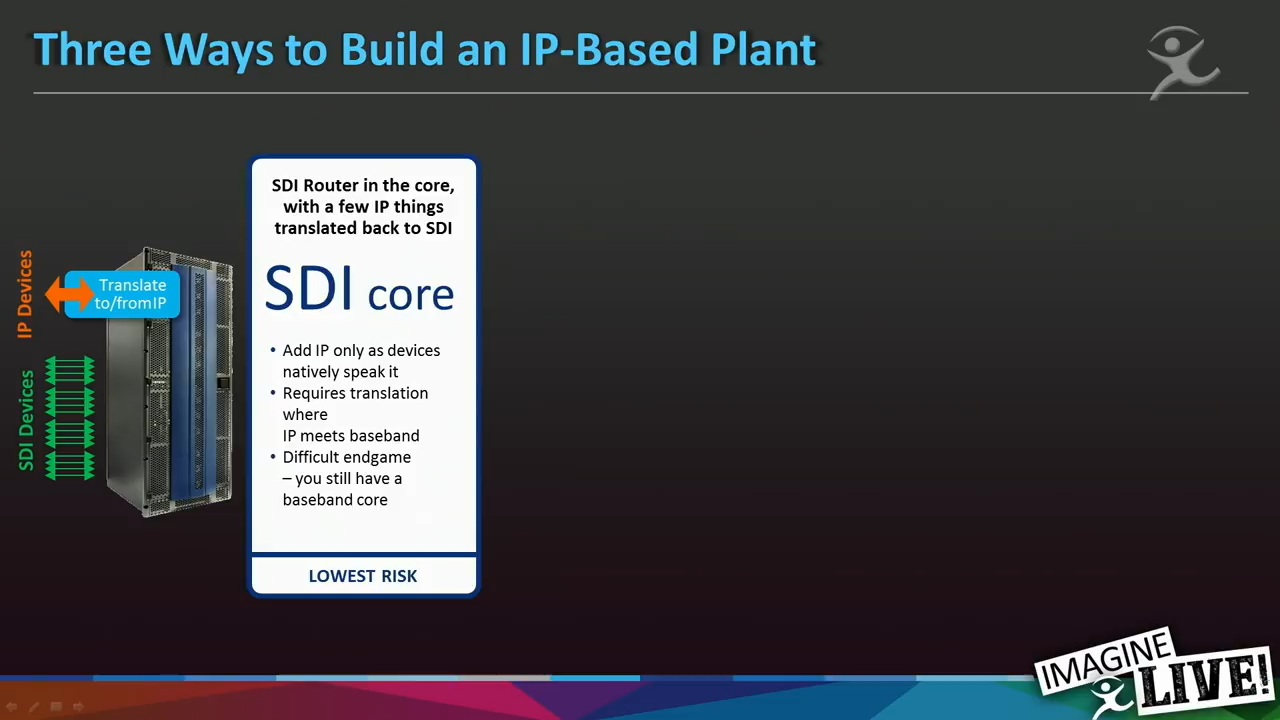 Three Ways to Build an IP-Based Plant
SDI Router in the core,
with a few IP things
translated back to SDI
SDI core
• Add IP only as devices
natively speak it
• Requires translation
where
IP meets baseband
• Difficult endgame
– you still have a
baseband core
LOWEST RISK
IP Devices
Translate
to/fromIP
SDI Devices
IMAGINE
LIVE!